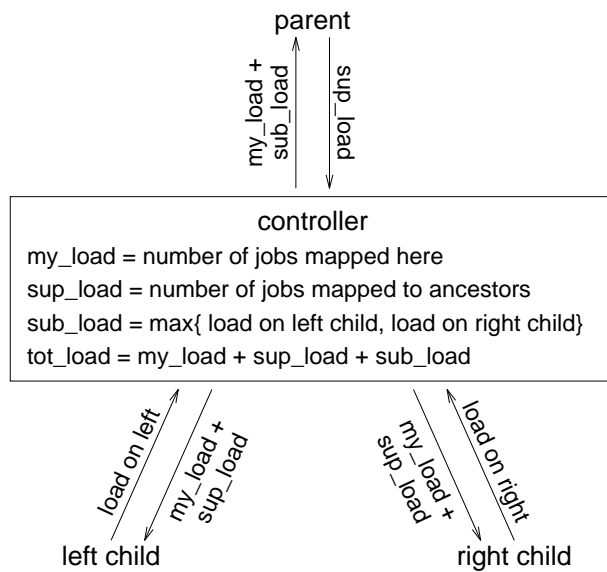 parent
my_load +
sub_load
sup_load
controller
my_load = number of jobs mapped here
sup_load = number of jobs mapped to ancestors
sub_load = max{ load on left child, load on right child}
tot_load = my_load + sup_load + sub_load
load on left
my_load +
sup_load
my_load +
sup_load
load on right
left child
right child